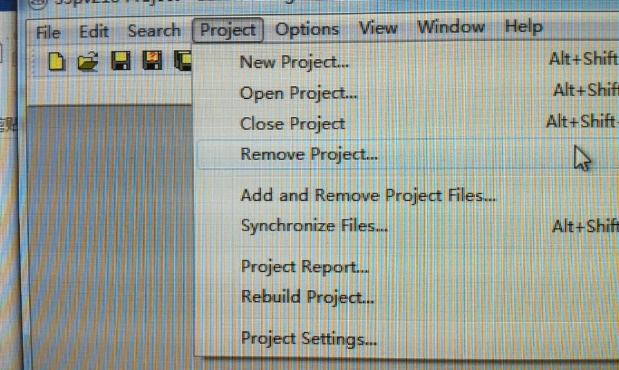 File Edit Search Project Options View Window Help
New Project... Alt+Shift
Open Project... Alt+Shift
Close Project Alt+Shift
Remove Project...
Add and Remove Project Files...
Synchronize Files... Alt+Shift
Project Report...
Rebuild Project...
Project Settings...